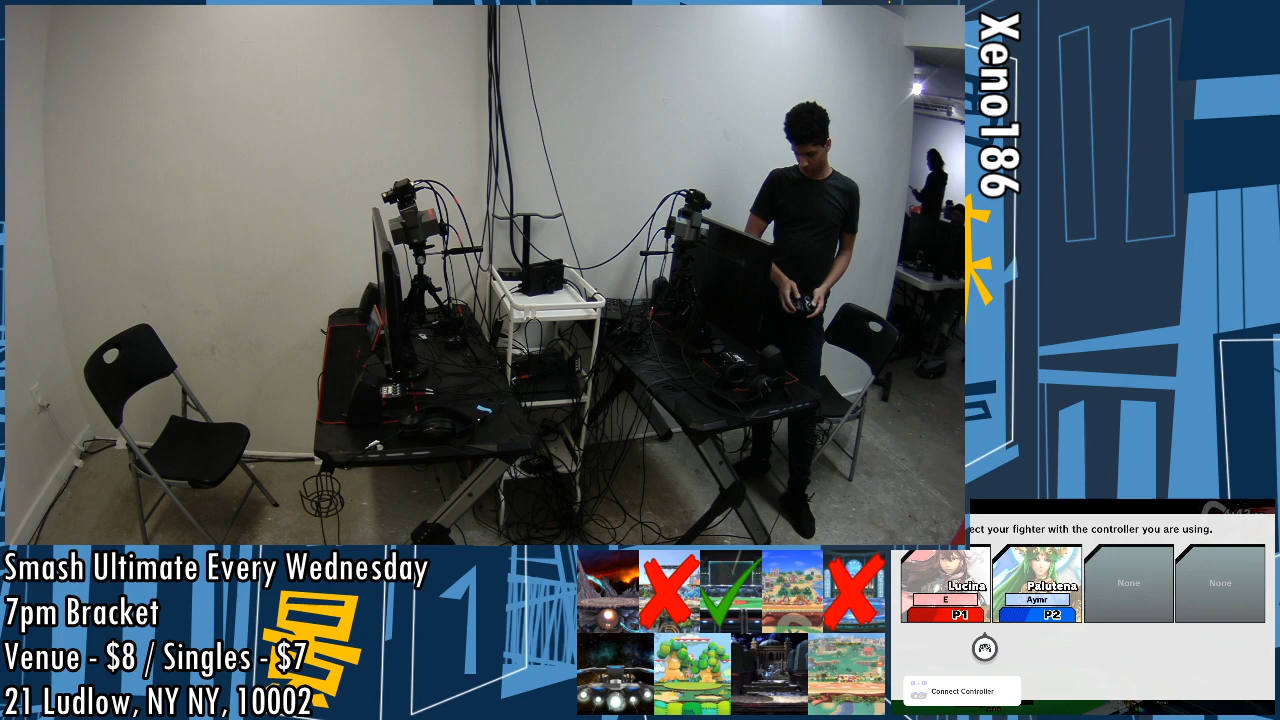 Xeno186
ect your fighter with the controller you are using.
Lucina
E
P1
Palutena
Aymr
P2
None
None
Connect Controller
Smash Ultimate Every Wednesday
7pm Bracket
Venue - $8 / Singles - $7
21 Ludlow, NY NY, 10002